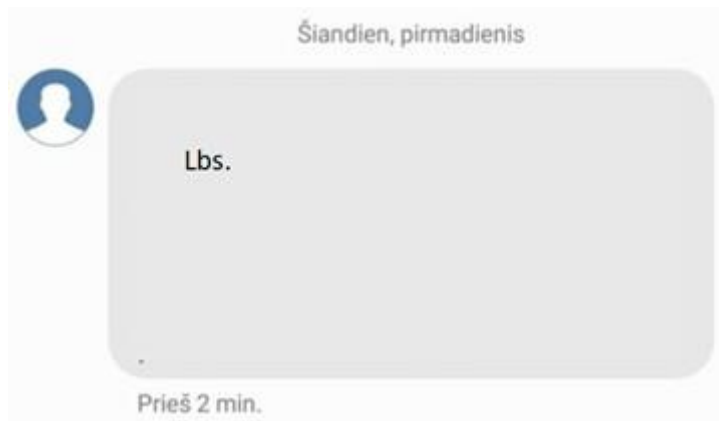 Šiandien, pirmadienis
Lbs.
.
Prieš 2 min.